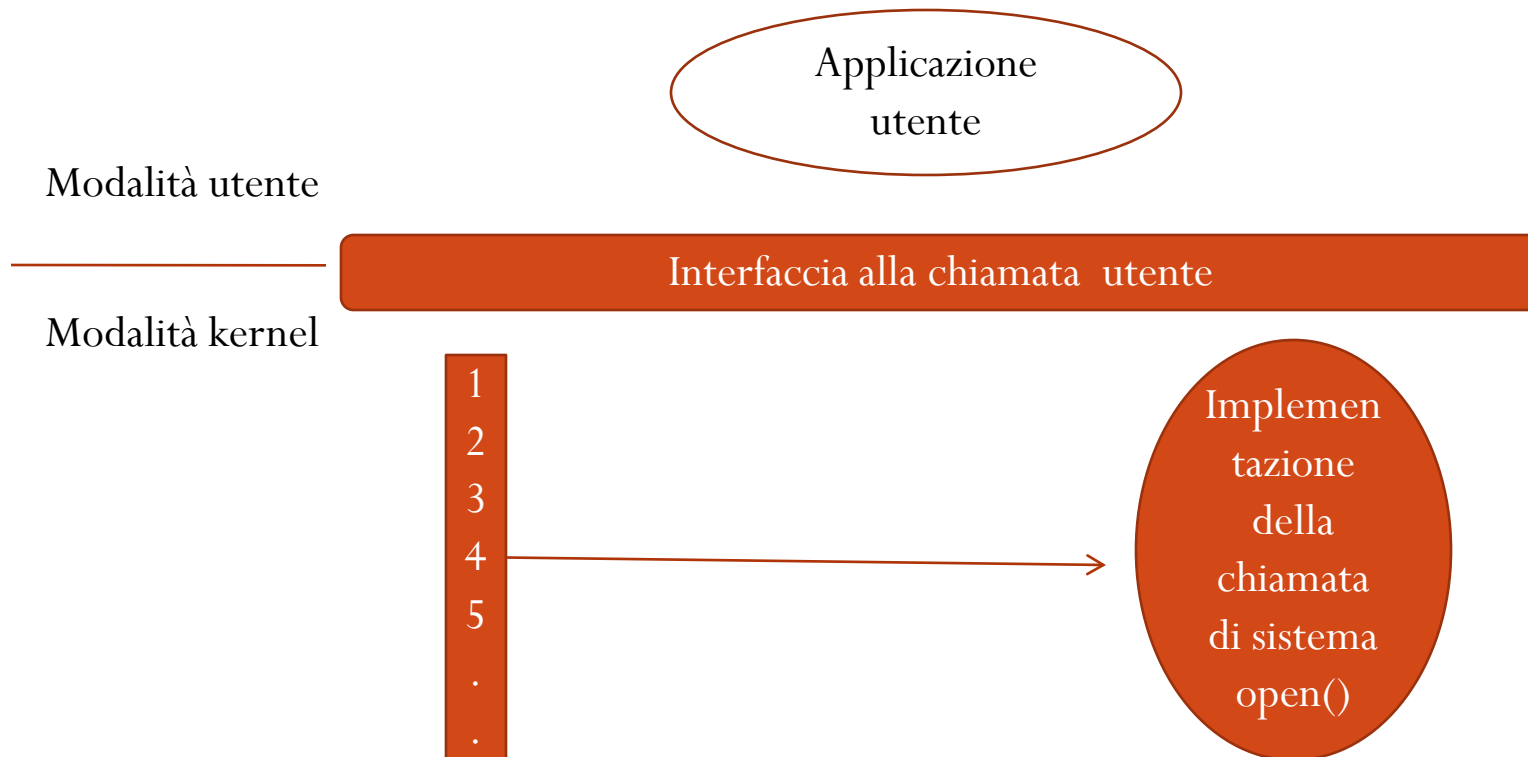 Applicazione
utente
Modalità utente
Interfaccia alla chiamata utente
Modalità kernel
1
2
3
4
5
.
.
Implemen
tazione
della
chiamata
di sistema
open()